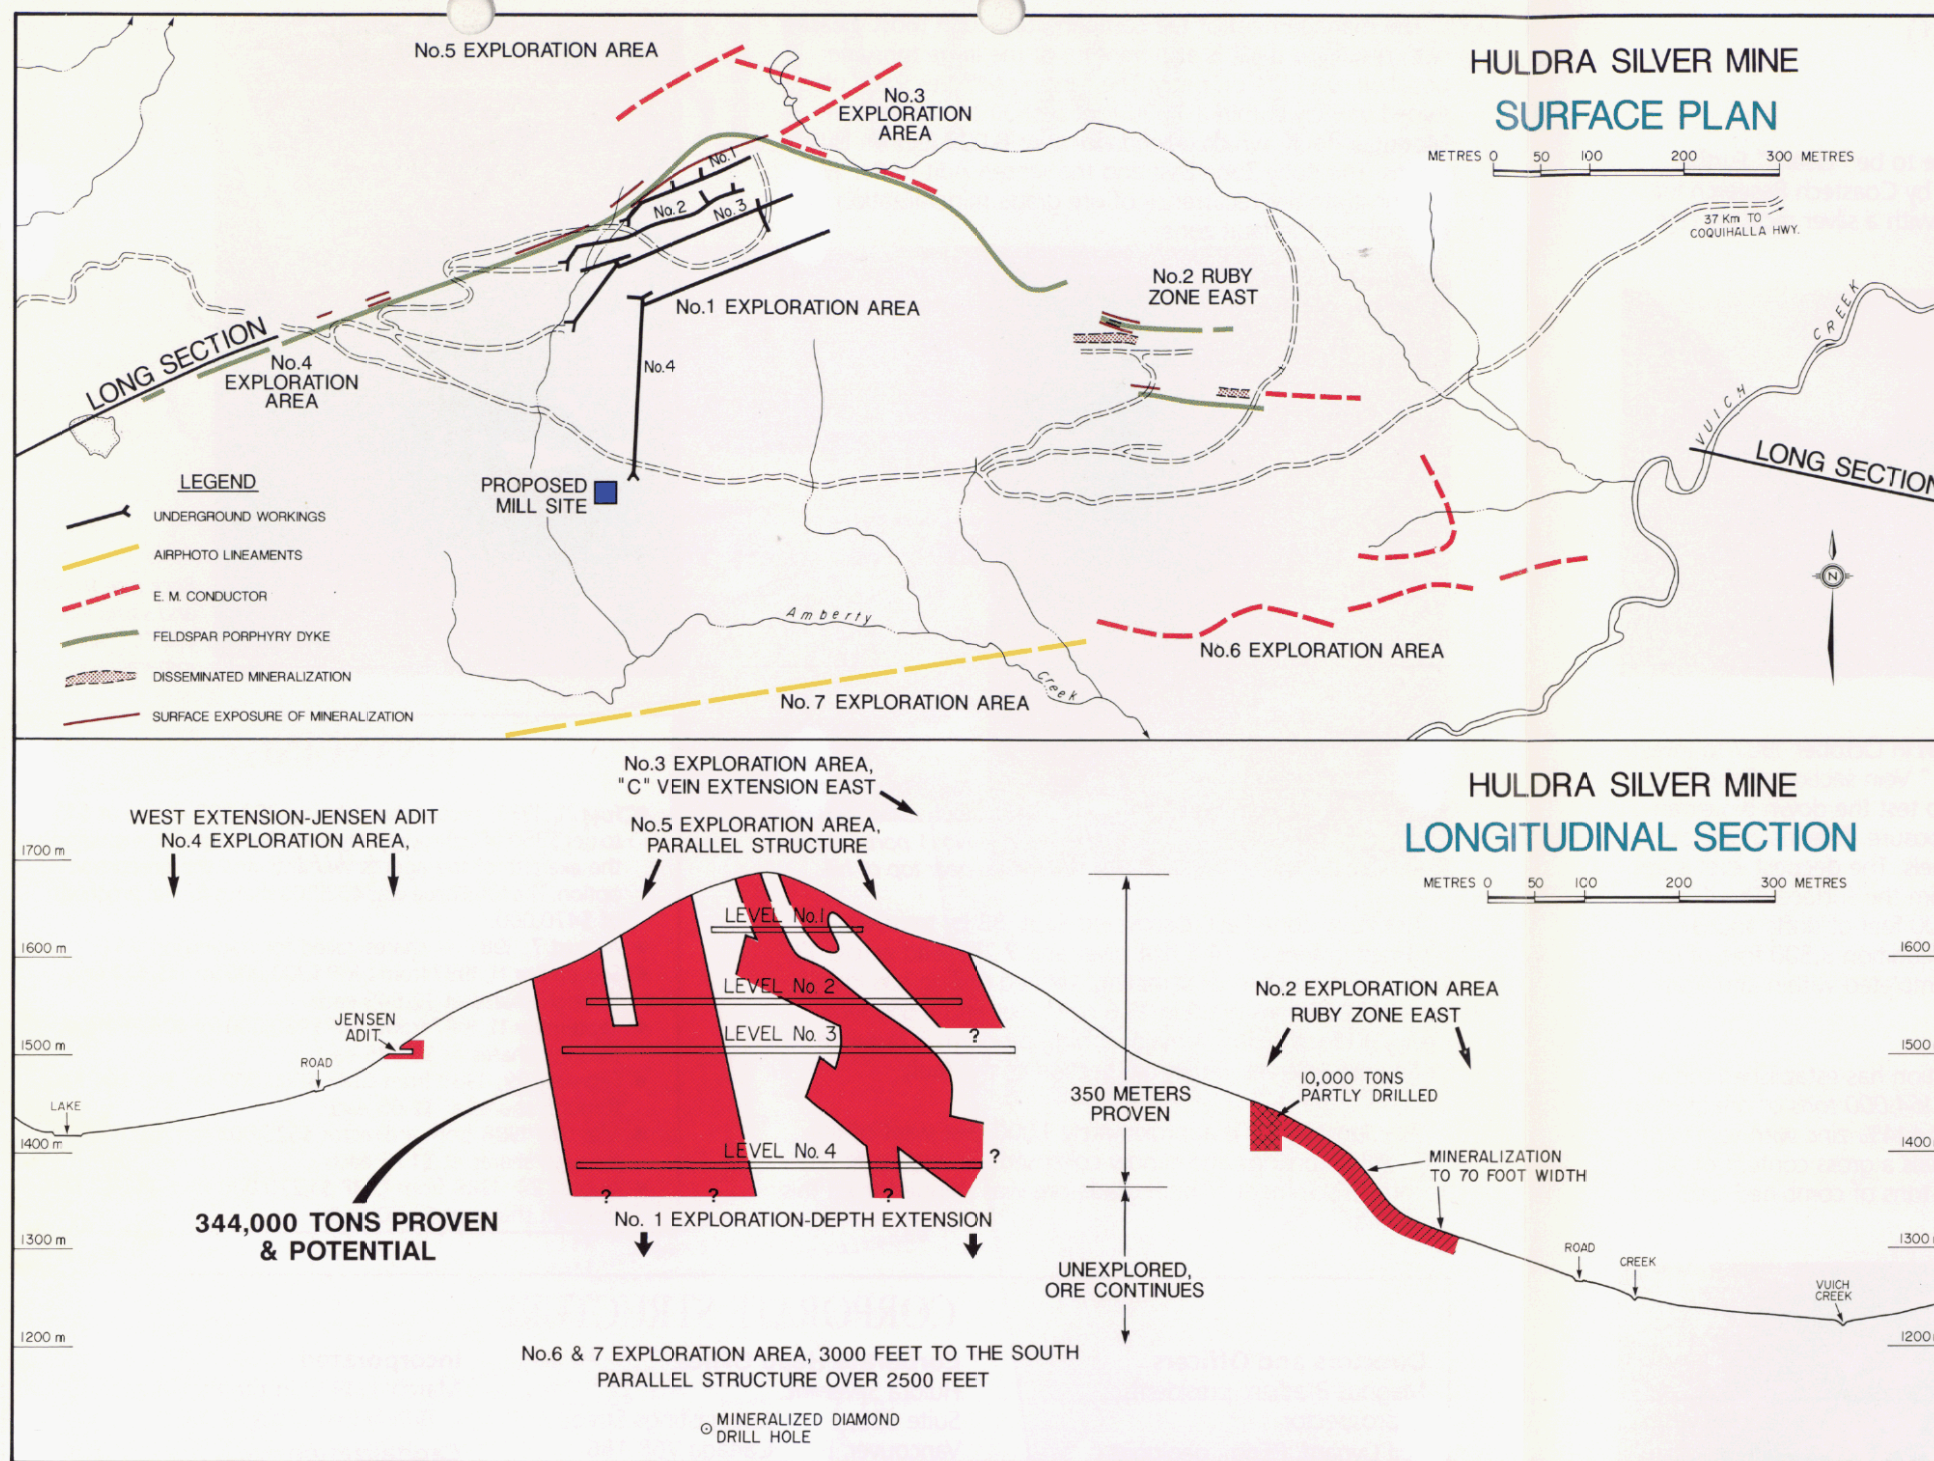 HULDRA SILVER MINE
SURFACE PLAN
METRES 0 50 100 200 300 METRES
No.5 EXPLORATION AREA
No.3
EXPLORATION
AREA
No.1
No.2
No.3
37 Km TO
COQUIHALLA HWY.
No.2 RUBY
ZONE EAST
No.1 EXPLORATION AREA
LONG SECTION
No.4
EXPLORATION
AREA
No.4
VUICH CREEK
LONG SECTION
PROPOSED
MILL SITE
LEGEND
UNDERGROUND WORKINGS
AIRPHOTO LINEAMENTS
E. M. CONDUCTOR
FELDSPAR PORPHYRY DYKE
DISSEMINATED MINERALIZATION
SURFACE EXPOSURE OF MINERALIZATION
N
Amberty Creek
No.6 EXPLORATION AREA
No. 7 EXPLORATION AREA
HULDRA SILVER MINE
LONGITUDINAL SECTION
METRES 0 50 100 200 300 METRES
No.3 EXPLORATION AREA,
"C" VEIN EXTENSION EAST
WEST EXTENSION-JENSEN ADIT
No.4 EXPLORATION AREA,
No.5 EXPLORATION AREA,
PARALLEL STRUCTURE
1700 m
1600 m
1500 m
1400 m
1300 m
1200 m
LEVEL No.1
LEVEL No. 2
LEVEL No. 3
LEVEL No. 4
?
?
?
?
?
JENSEN
ADIT
ROAD
LAKE
344,000 TONS PROVEN
& POTENTIAL
No. 1 EXPLORATION-DEPTH EXTENSION
350 METERS
PROVEN
UNEXPLORED,
ORE CONTINUES
No.2 EXPLORATION AREA
RUBY ZONE EAST
10,000 TONS
PARTLY DRILLED
MINERALIZATION
TO 70 FOOT WIDTH
ROAD
CREEK
VUICH
CREEK
1600
1500
1400
1300
1200
No.6 & 7 EXPLORATION AREA, 3000 FEET TO THE SOUTH
PARALLEL STRUCTURE OVER 2500 FEET
MINERALIZED DIAMOND
DRILL HOLE